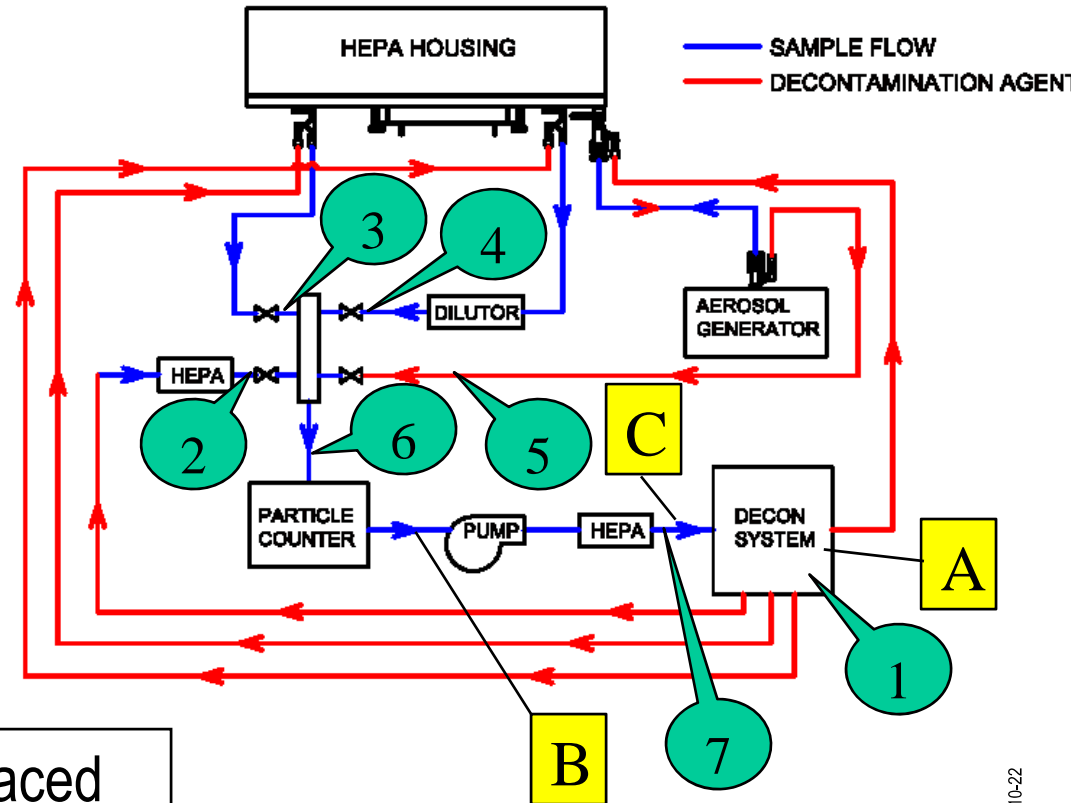 HEPA HOUSING
SAMPLE FLOW
DECONTAMINATION AGENT
3
4
DILUTOR
AEROSOL
GENERATOR
HEPA
2
6
5
C
PARTICLE
COUNTER
PUMP
HEPA
DECON
SYSTEM
A
1
7
B
aced
10-22